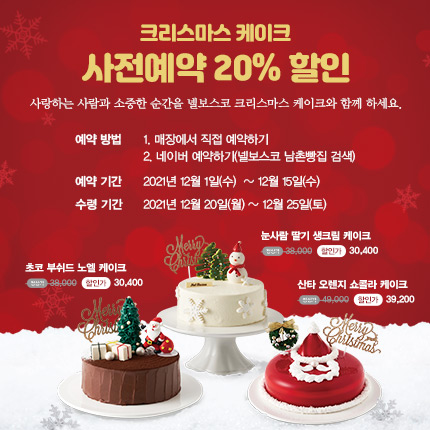 크리스마스 케이크
사전예약 20% 할인
사랑하는 사람과 소중한 순간을 넬보스코 크리스마스 케이크와 함께 하세요.
예약 방법 1. 매장에서 직접 예약하기
2. 네이버 예약하기(넬보스코 남촌빵집 검색)
예약 기간 2021년 12월 1일(수) ~ 12월 15일(수)
수령 기간 2021년 12월 20일(월) ~ 12월 25일(토)
눈사람 딸기 생크림 케이크
38,000 할인가 30,400
초코 부쉬드 노엘 케이크
38,000 할인가 30,400
산타 오렌지 쇼콜라 케이크
49,000 할인가 39,200
Merry Christmas
Merry Christmas
Merry Christmas